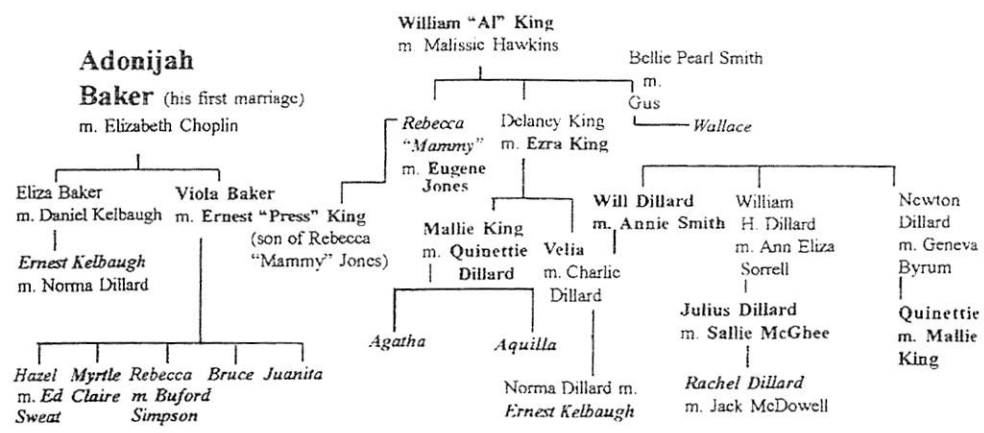 William "Al" King
m. Malissie Hawkins
Adonijah
Baker (his first marriage)
m. Elizabeth Choplin
Bellie Pearl Smith
m.
Gus
Wallace
Rebecca
"Mammy"
m. Eugene
Jones
Delaney King
m. Ezra King
Eliza Baker
m. Daniel Kelbaugh
Ernest Kelbaugh
m. Norma Dillard
Viola Baker
m. Ernest "Press" King
(son of Rebecca
"Mammy" Jones)
Mallie King
m. Quinettie
Dillard
Velia
m. Charlie
Dillard
Will Dillard
m. Annie Smith
William
H. Dillard
m. Ann Eliza
Sorrell
Newton
Dillard
m. Geneva
Byrum
Julius Dillard
m. Sallie McGhee
Quinettie
m. Mallie
King
Agatha
Aquilla
Hazel
m. Ed
Sweat
Myrtle
Claire
Rebecca
m. Buford
Simpson
Bruce
Juanita
Norma Dillard m.
Ernest Kelbaugh
Rachel Dillard
m. Jack McDowell